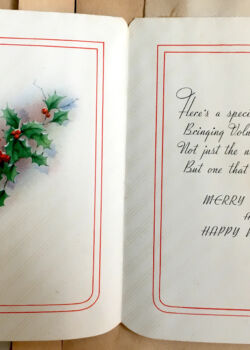 Here's a
Bringing
Not just the
But one that
MERRY
HAPPY